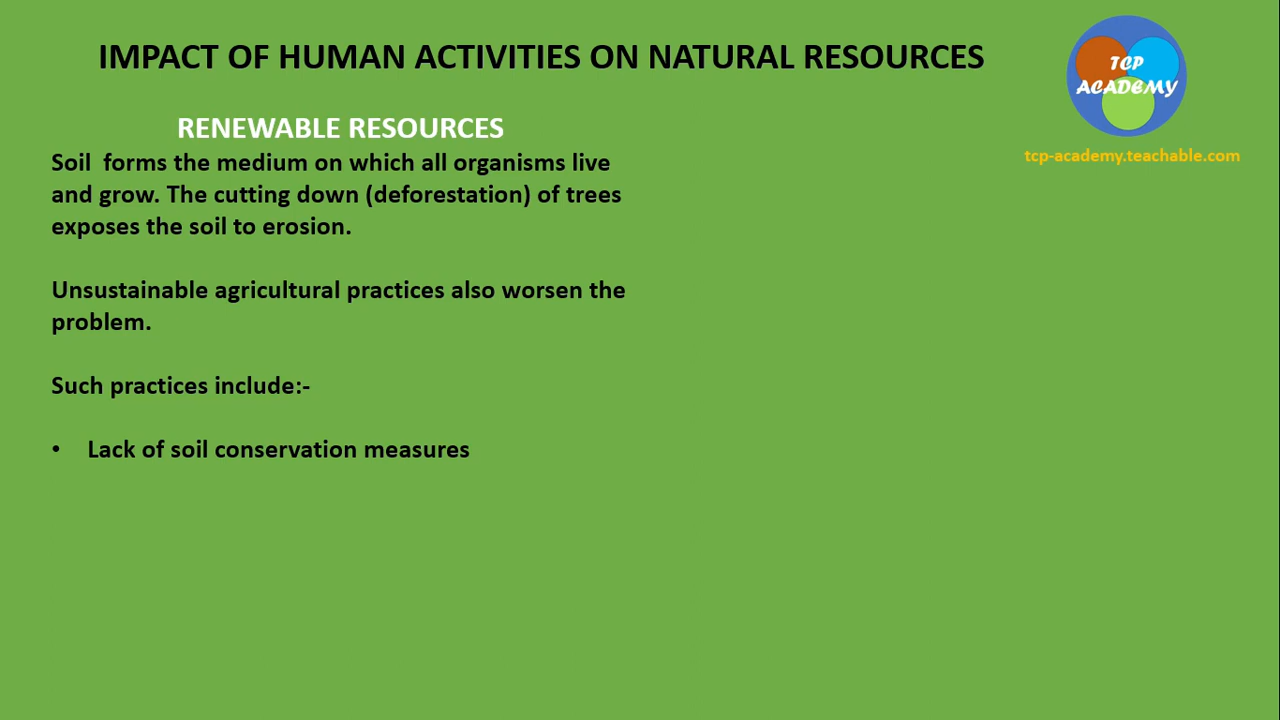 IMPACT OF HUMAN ACTIVITIES ON NATURAL RESOURCES
TCP
ACADEMY
tcp-academy.teachable.com
RENEWABLE RESOURCES
Soil  forms the medium on which all organisms live
and grow. The cutting down (deforestation) of trees
exposes the soil to erosion.
Unsustainable agricultural practices also worsen the
problem.
Such practices include:-
• Lack of soil conservation measures